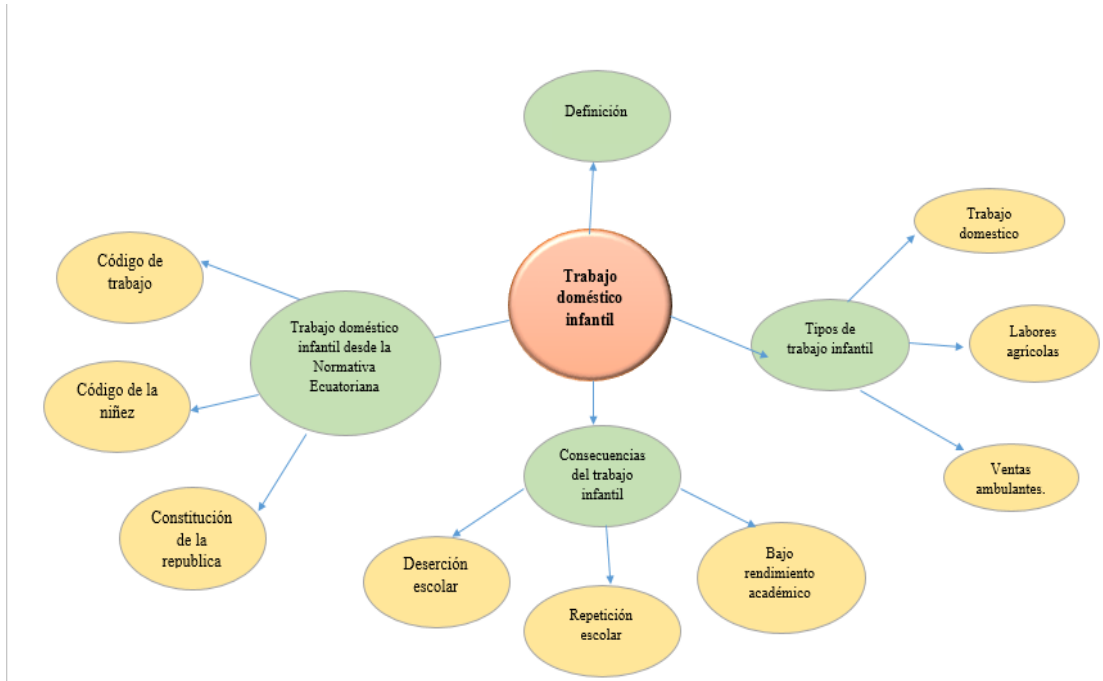 Definición
Trabajo
doméstico
infantil
Trabajo
domestico
Tipos de
trabajo infantil
Labores
agrícolas
Ventas
ambulantes.
Código de
trabajo
Trabajo doméstico
infantil desde la
Normativa
Ecuatoriana
Código de la
niñez
Constitución
de la
republica
Consecuencias
del trabajo
infantil
Deserción
escolar
Repetición
escolar
Bajo
rendimiento
académico